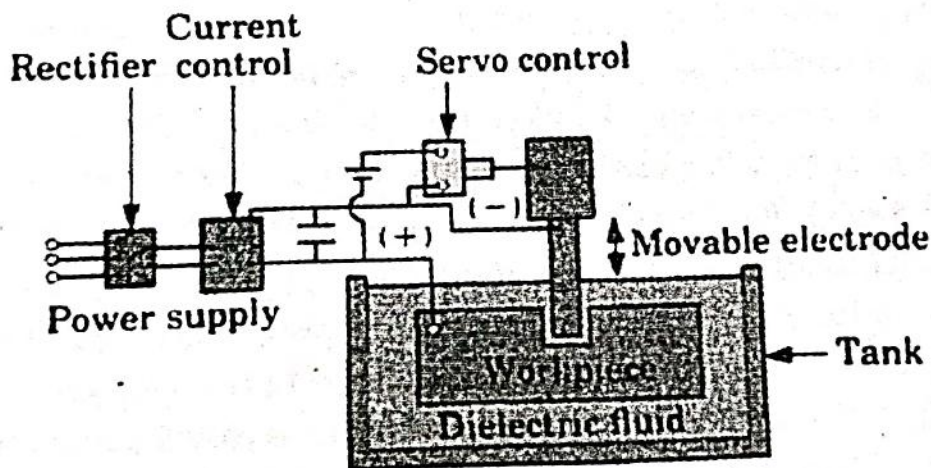 Current
Rectifier control
Servo control
(−)
(+)
Movable electrode
Power supply
Tank
Workpiece
Dielectric fluid